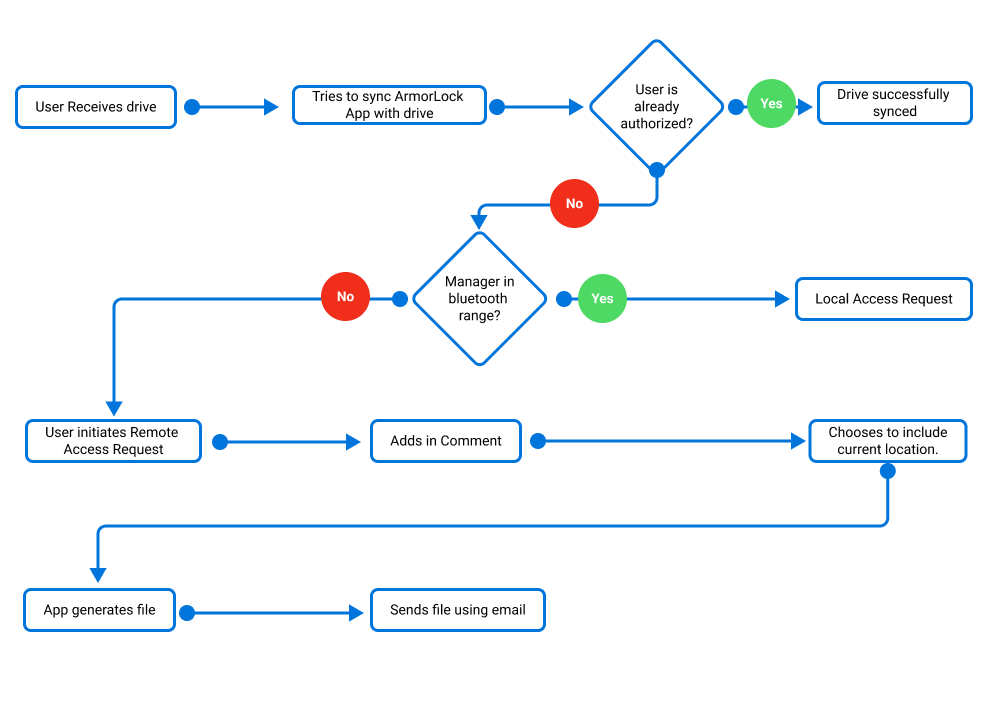 User Receives drive
Tries to sync ArmorLock
App with drive
User is
already
authorized?
Yes
Drive successfully
synced
No
Manager in
bluetooth
range?
No
Yes
Local Access Request
User initiates Remote
Access Request
Adds in Comment
Chooses to include
current location.
App generates file
Sends file using email